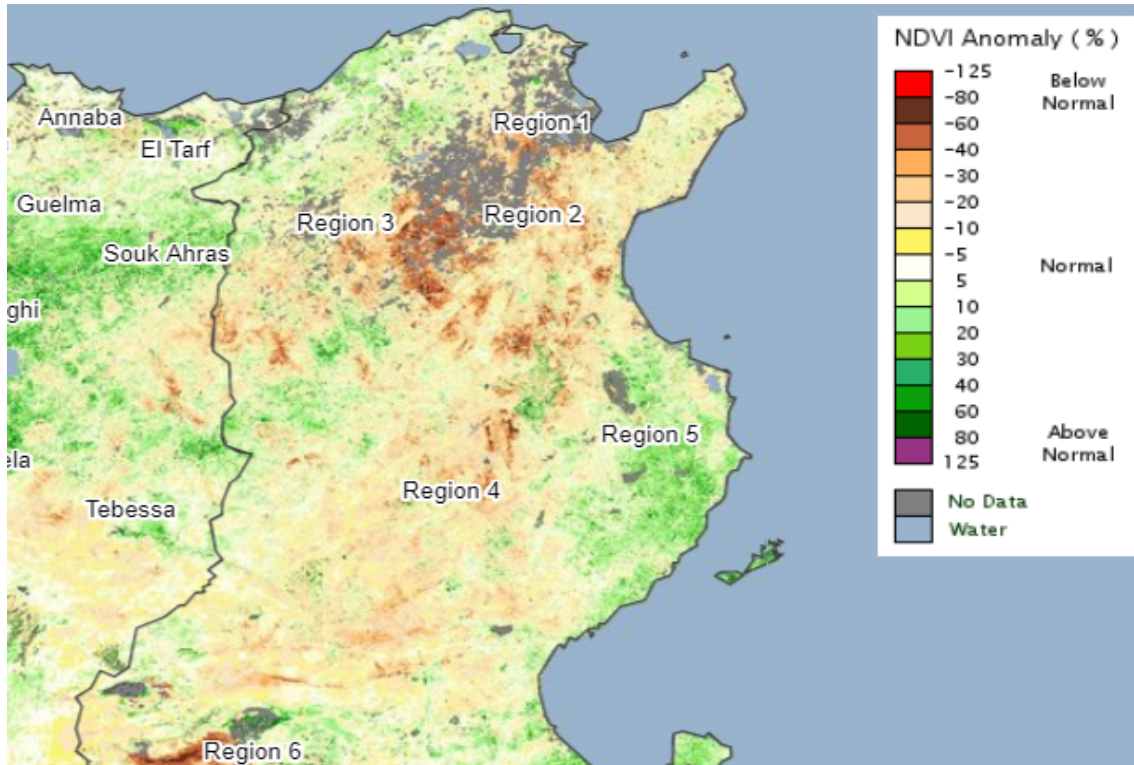 NDVI Anomaly ( % )
-125
Below
Normal
-80
-60
-40
-30
-20
-10
-5
Normal
5
10
20
30
40
60
80
Above
Normal
125
No Data
Water
Annaba
El Tarf
Guelma
Souk Ahras
ghi
ela
Tebessa
Region 1
Region 2
Region 3
Region 4
Region 5
Region 6